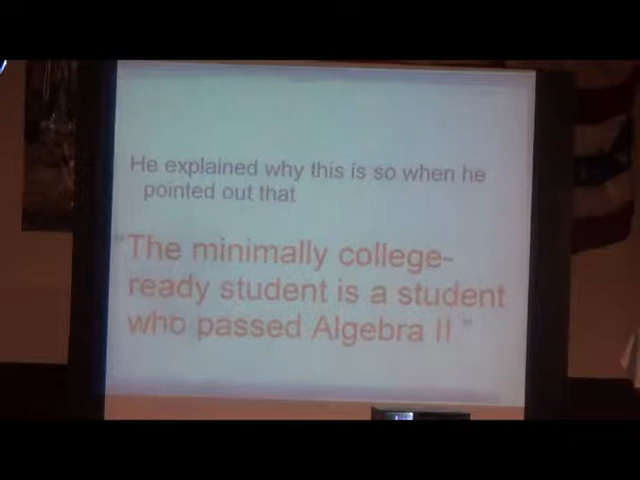 He explained why this is so when he
pointed out that
"The minimally college-
ready student is a student
who passed Algebra II "